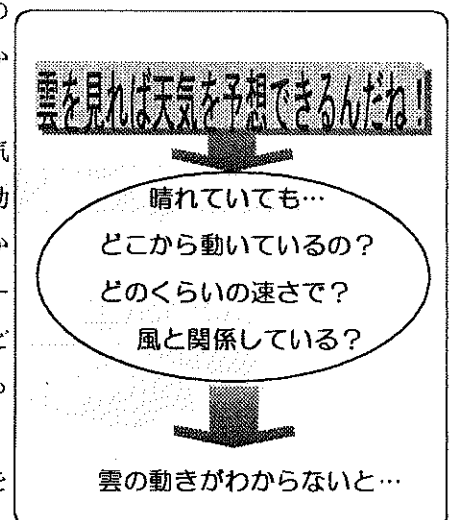 雲を見れば天気を予想できるんだね!
晴れていても…
どこから動いているの?
どのくらいの速さで?
風と関係している?
雲の動きがわからないと…